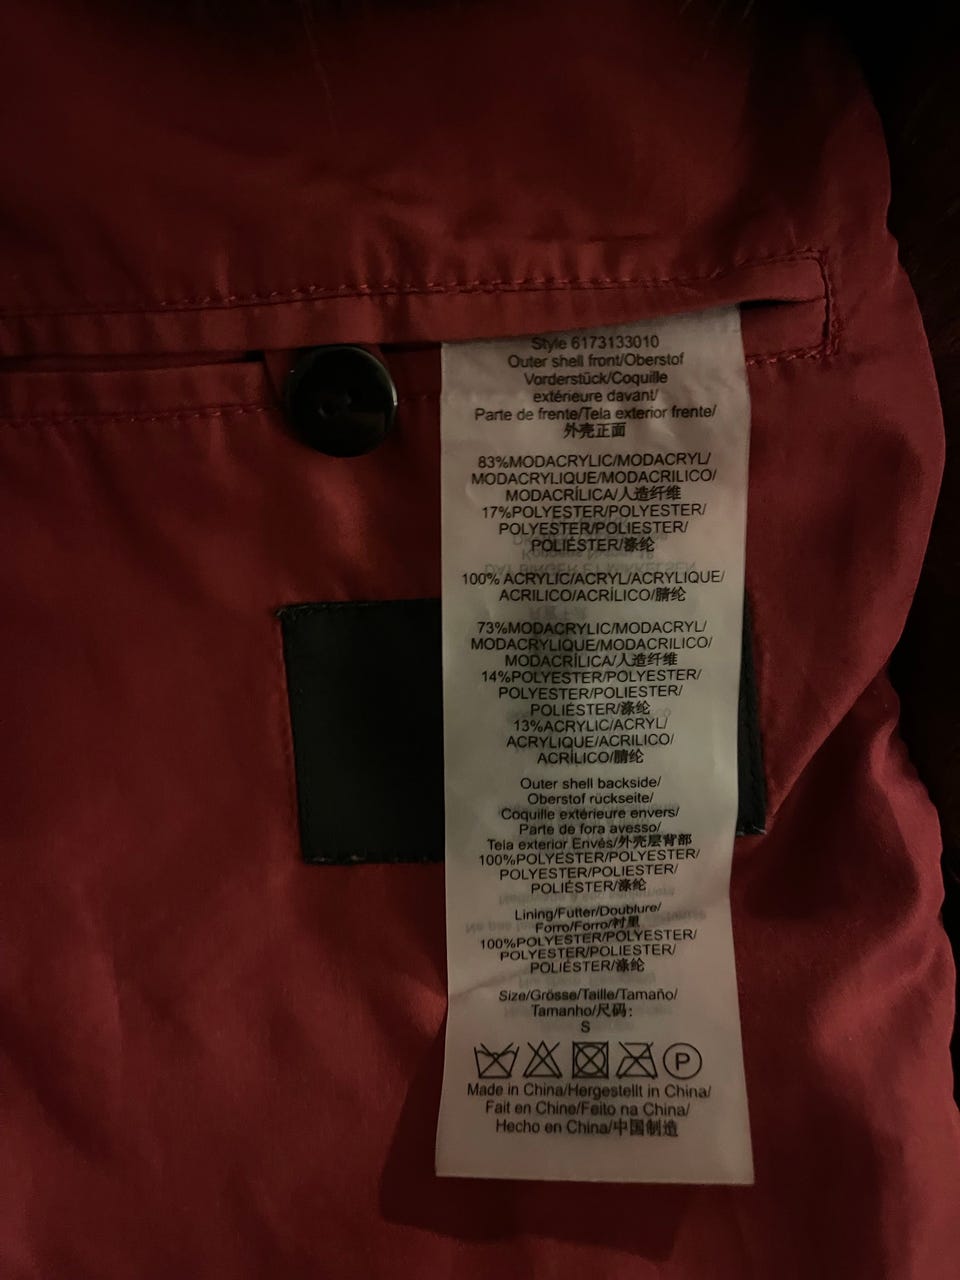 Style 6173133010
Outer shell front/Oberstof
Vorderstück/Coquille
extérieure davant/
Parte de frente/Tela exterior frente/
外壳正面
83%MODACRYLIC/MODACRYL/
MODACRYLIQUE/MODACRILICO/
MODACRÍLICA/人造纤维
17%POLYESTER/POLYESTER/
POLYESTER/POLIESTER/
POLIÉSTER/涤纶
100% ACRYLIC/ACRYL/ACRYLIQUE/
ACRILICO/ACRÍLICO/腈纶
73%MODACRYLIC/MODACRYL/
MODACRYLIQUE/MODACRILICO/
MODACRÍLICA/人造纤维
14%POLYESTER/POLYESTER/
POLYESTER/POLIESTER/
POLIÉSTER/涤纶
13%ACRYLIC/ACRYL/
ACRYLIQUE/ACRILICO/
ACRÍLICO/腈纶
Outer shell backside/
Oberstof rückseite/
Coquille extérieure envers/
Parte de fora avesso/
Tela exterior Envés/外壳层背部
100%POLYESTER/POLYESTER/
POLYESTER/POLIESTER/
POLIÉSTER/涤纶
Lining/Futter/Doublure/
Forro/Forro/衬里
100%POLYESTER/POLYESTER/
POLYESTER/POLIESTER/
POLIÉSTER/涤纶
Size/Grösse/Taille/Tamaño/
Tamanho/尺码:
S
P
Made in China/Hergestellt in China/
Fait en Chine/Feito na China/
Hecho en China/中国制造